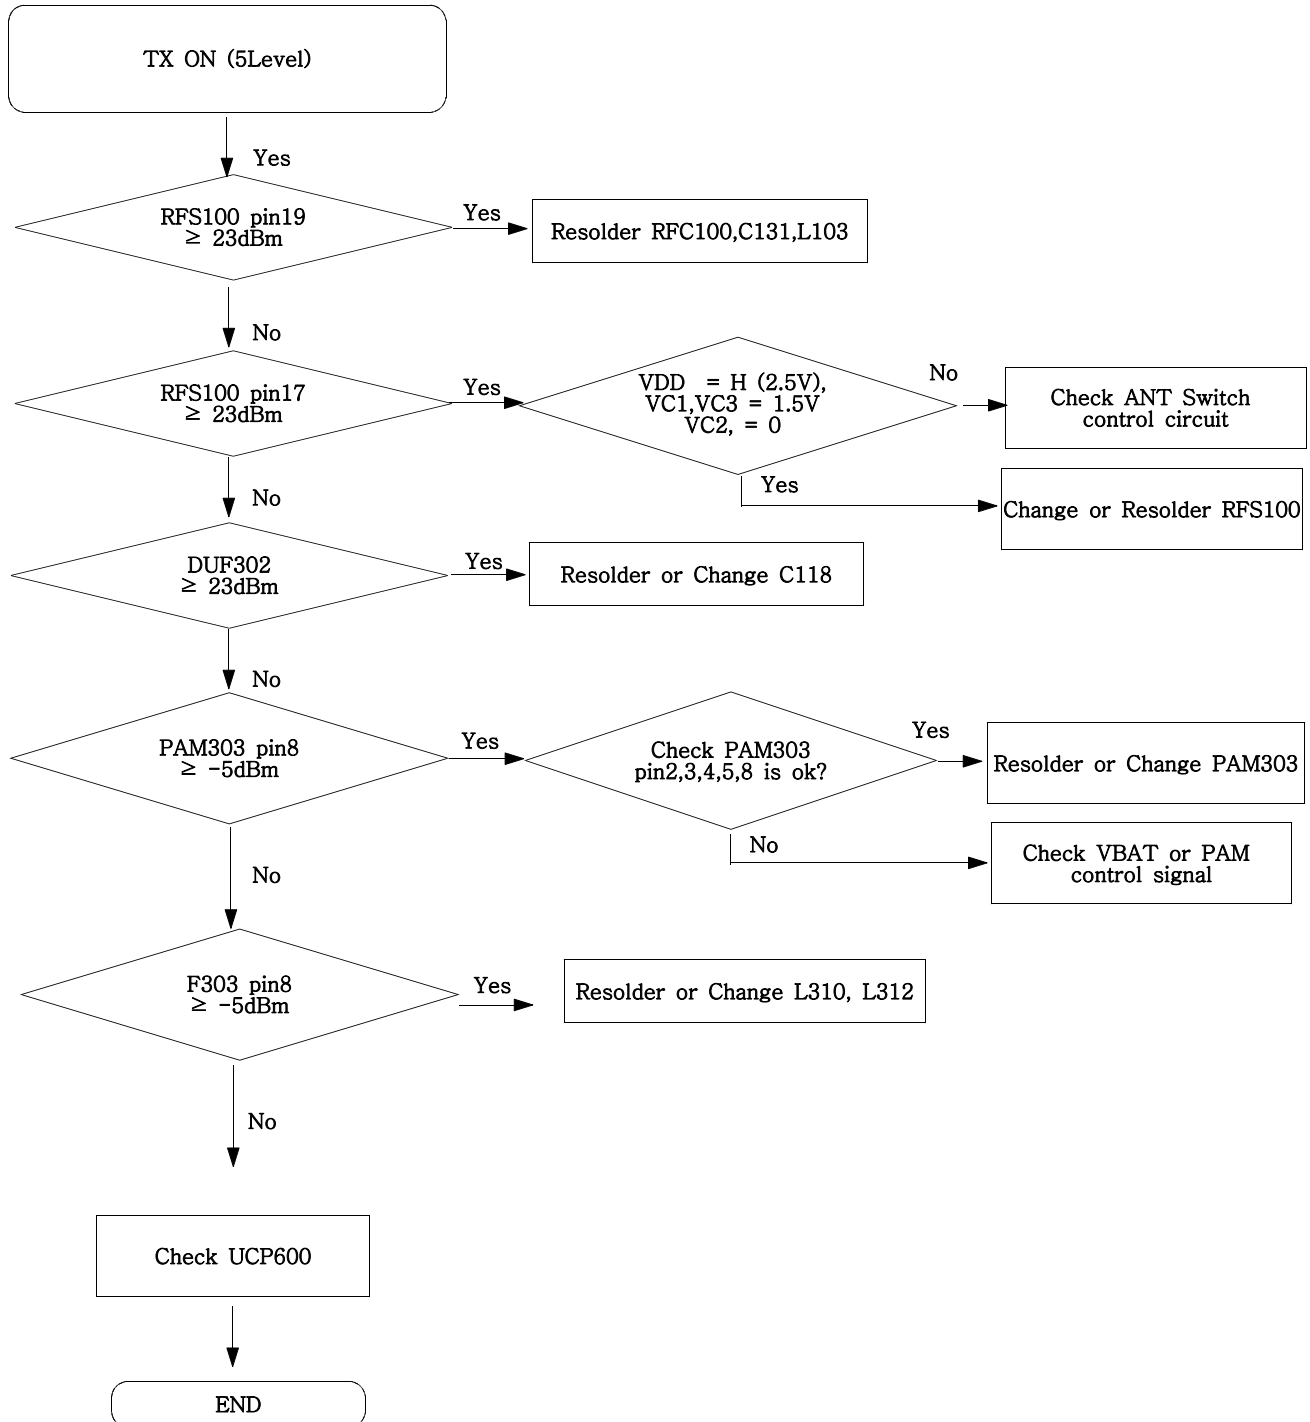 TX ON (5Level)
Yes
RFS100 pin19
≥ 23dBm
Yes
Resolder RFC100,C131,L103
No
RFS100 pin17
≥ 23dBm
Yes
VDD = H (2.5V),
VC1,VC3 = 1.5V
VC2, = 0
No
Check ANT Switch
control circuit
Yes
Change or Resolder RFS100
No
DUF302
≥ 23dBm
Yes
Resolder or Change C118
No
PAM303 pin8
≥ -5dBm
Yes
Check PAM303
pin2,3,4,5,8 is ok?
Yes
Resolder or Change PAM303
No
Check VBAT or PAM
control signal
No
F303 pin8
≥ -5dBm
Yes
Resolder or Change L310, L312
No
Check UCP600
END